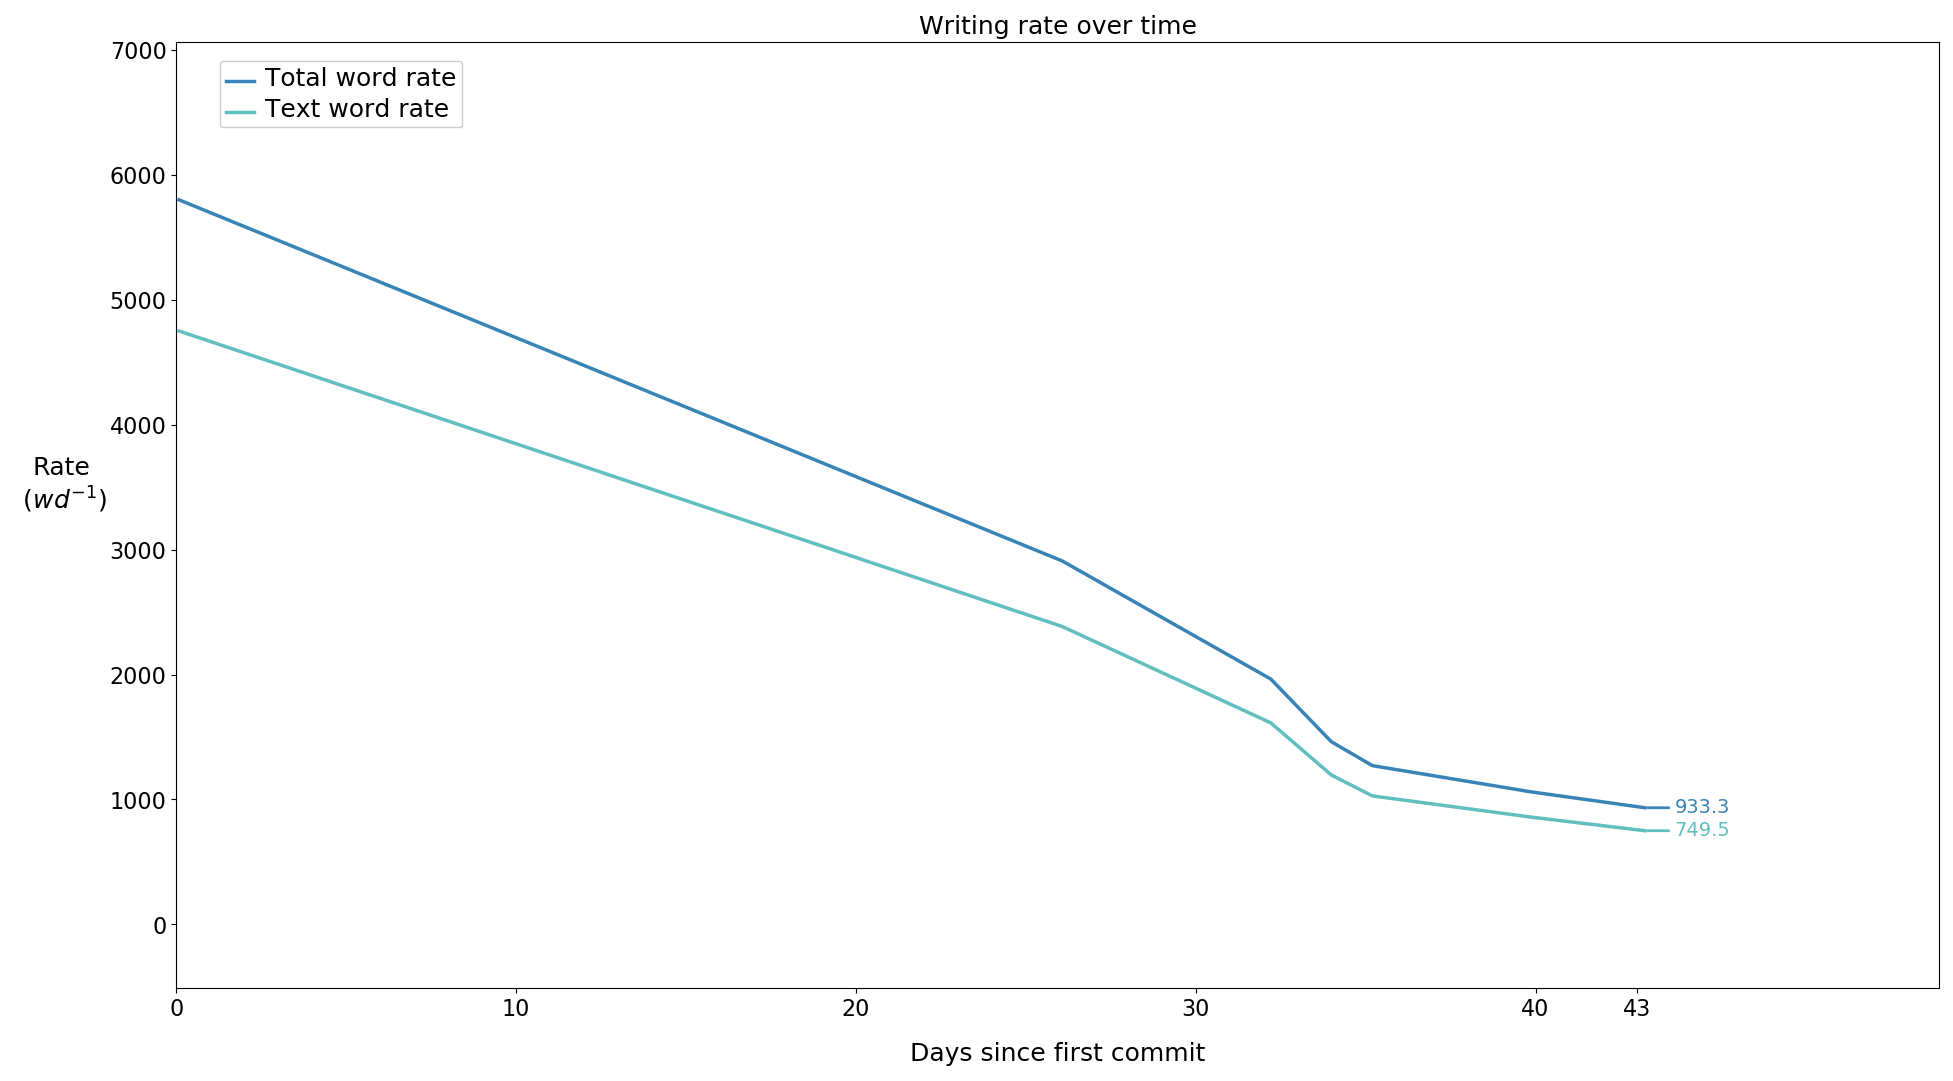 Writing rate over time
7000
Total word rate
Text word rate
6000
5000
4000
Rate
(wd⁻¹)
3000
2000
1000
933.3
749.5
0
0 10 20 30 40 43
Days since first commit